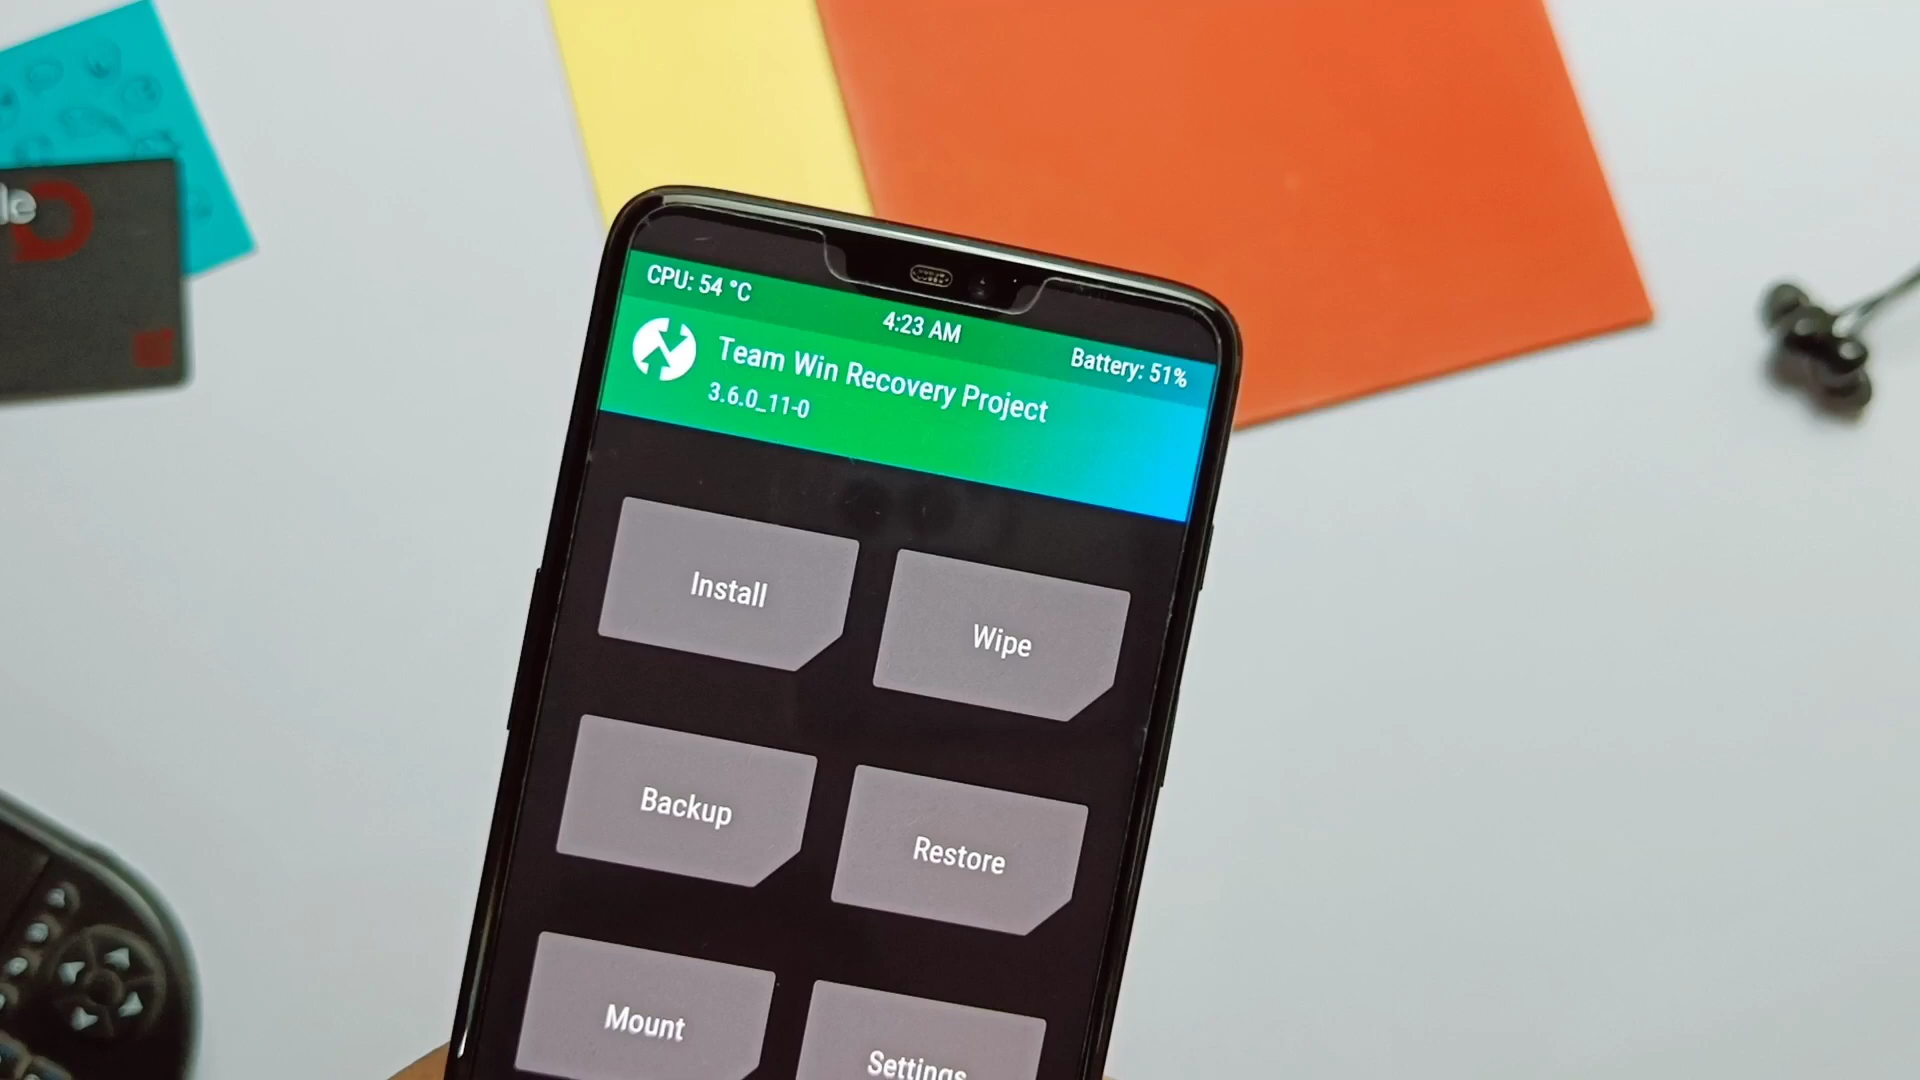 le
CPU: 54 °C
4:23 AM
Battery: 51%
Team Win Recovery Project
3.6.0_11-0
Install
Wipe
Backup
Restore
Mount
Settings